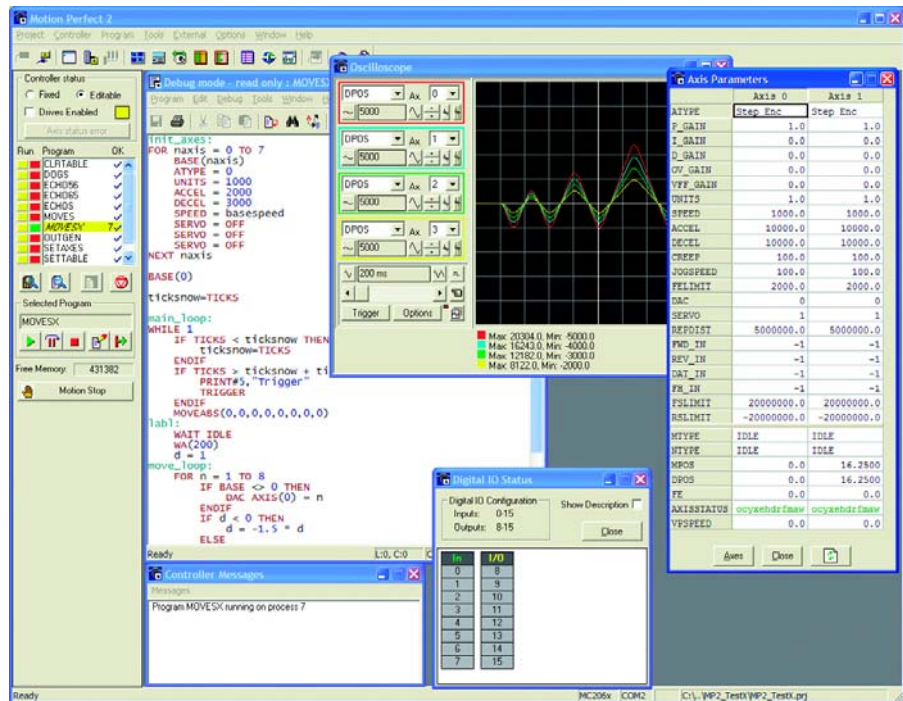 Motion Perfect 2
Project Controller Program Tools External Options Window Help
Controller status
Fixed Editable
Drives Enabled
Axis status error
Run Program OK
CLRTABLE
DOGS
ECHO56
ECHO65
ECHOS
MOVES
MOVESX 7
OUTGEN
SETAXES
SETTABLE
Selected Program
MOVESX
Free Memory: 431382
Motion Stop
Debug mode - read only : MOVESX
Program Edit Debug Tools Window
init_axes:
FOR naxis = 0 TO 7
BASE(naxis)
ATYPE = 0
UNITS = 1000
ACCEL = 2000
DECEL = 3000
SPEED = basespeed
SERVO = OFF
SERVO = OFF
SERVO = OFF
NEXT naxis
BASE(0)
ticksnow=TICKS
main_loop:
WHILE 1
IF TICKS < ticksnow THEN
ticksnow=TICKS
ENDIF
IF TICKS > ticksnow + ti
PRINT#5,"Trigger"
TRIGGER
ENDIF
MOVEABS(0,0,0,0,0,0,0,0)
labl:
WAIT IDLE
WA(200)
d = 1
move_loop:
FOR n = 1 TO 8
IF BASE <> 0 THEN
DAC AXIS(0) = n
ENDIF
IF d < 0 THEN
d = -1.5 * d
ELSE
Ready L:0, C:0
Oscilloscope
DPOS Ax 0
5000
DPOS Ax 1
5000
DPOS Ax 2
5000
DPOS Ax 3
5000
200 ms
Trigger Options
Max: 20304.0, Min: -5000.0
Max: 16243.0, Min: -4000.0
Max: 12182.0, Min: -3000.0
Max: 8122.0, Min: -2000.0
Axis Parameters
Axis 0 Axis 1
ATYPE Step Enc Step Enc
P_GAIN 1.0 1.0
I_GAIN 0.0 0.0
D_GAIN 0.0 0.0
OV_GAIN 0.0 0.0
VFF_GAIN 0.0 0.0
UNITS 1.0 1.0
SPEED 1000.0 1000.0
ACCEL 10000.0 10000.0
DECEL 10000.0 10000.0
CREEP 100.0 100.0
JOGSPEED 100.0 100.0
FELIMIT 2000.0 2000.0
DAC 0 0
SERVO 1 1
REPDIST 5000000.0 5000000.0
FWD_IN -1 -1
REV_IN -1 -1
DAT_IN -1 -1
FH_IN -1 -1
FSLIMIT 20000000.0 20000000.0
RSLIMIT -20000000.0 -20000000.0
MTYPE IDLE IDLE
NTYPE IDLE IDLE
MPOS 0.0 16.2500
DPOS 0.0 16.2500
FE 0.0 0.0
AXISSTATUS ocyxehdrfmaw ocyxehdrfmaw
VPSPEED 0.0 0.0
Axes Close
Digital IO Status
Digital IO Configuration
Inputs: 0-15
Outputs: 8-15
Show Description
Close
In I/O
0 8
1 9
2 10
3 11
4 12
5 13
6 14
7 15
Controller Messages
Messages
Program MOVESX running on process 7
Ready MC206x COM2 C:\..\MP2_TestX\MP2_TestX.prj